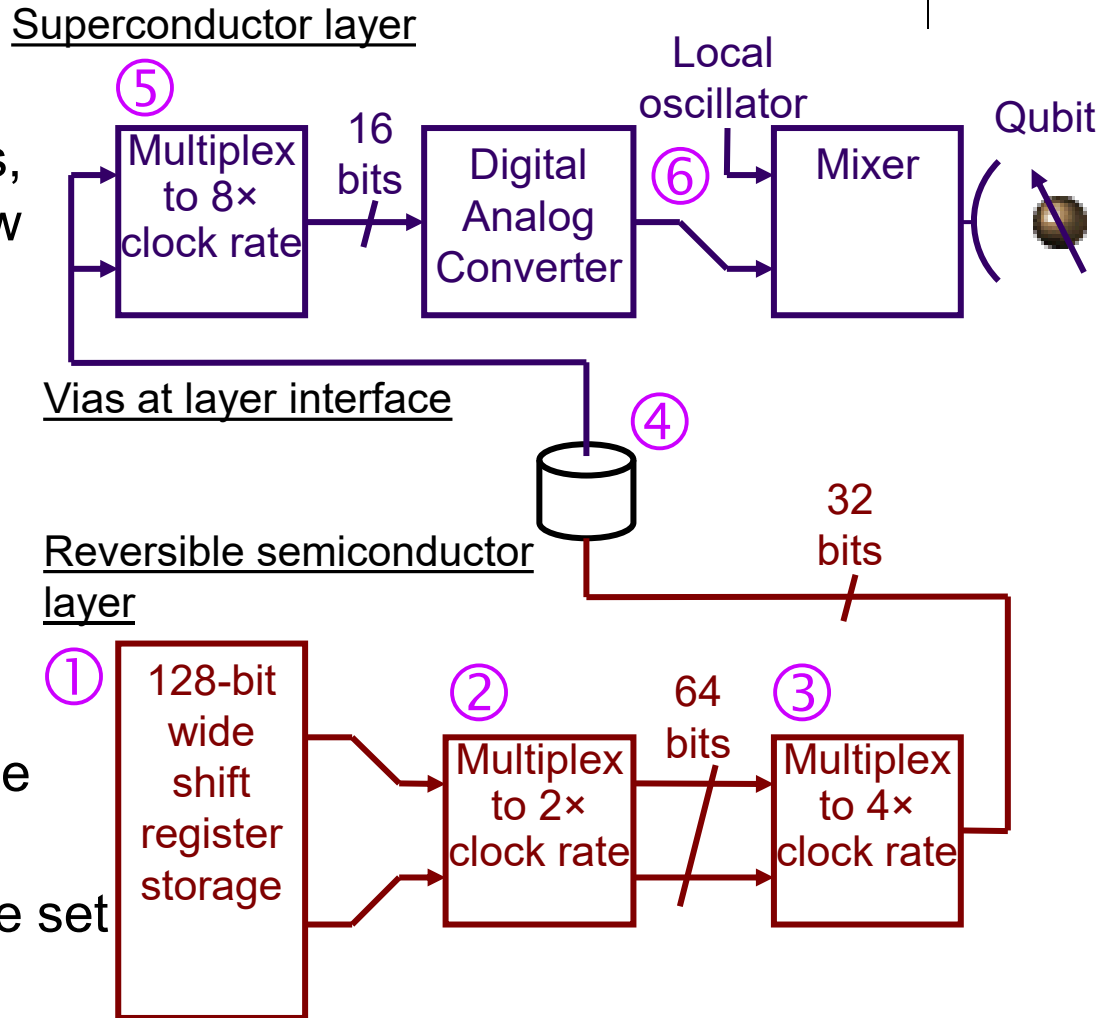 Superconductor layer
⑤
Multiplex
to 8×
clock rate
16
bits
Digital
Analog
Converter
⑥
Local
oscillator
Mixer
Qubit
s,
w
Vias at layer interface
④
32
bits
Reversible semiconductor
layer
①
128-bit
wide
shift
register
storage
②
Multiplex
to 2×
clock rate
64
bits
③
Multiplex
to 4×
clock rate
e
e set